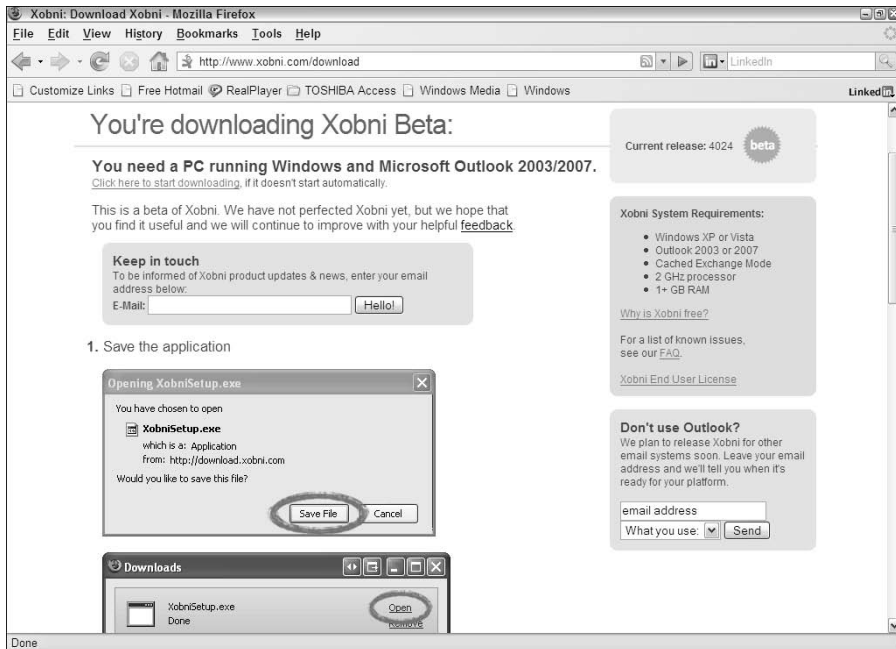 Xobni: Download Xobni - Mozilla Firefox
File Edit View History Bookmarks Tools Help
http://www.xobni.com/download
LinkedIn
Customize Links Free Hotmail RealPlayer TOSHIBA Access Windows Media Windows
Linked in
You're downloading Xobni Beta:
You need a PC running Windows and Microsoft Outlook 2003/2007.
Click here to start downloading, if it doesn't start automatically.
This is a beta of Xobni. We have not perfected Xobni yet, but we hope that
you find it useful and we will continue to improve with your helpful feedback.
Keep in touch
To be informed of Xobni product updates & news, enter your email
address below:
E-Mail: Hello!
1. Save the application
Opening XobniSetup.exe
You have chosen to open
XobniSetup.exe
which is a: Application
from: http://download.xobni.com
Would you like to save this file?
Save File Cancel
Downloads
XobniSetup.exe Open
Done Remove
Current release: 4024 beta
Xobni System Requirements:
• Windows XP or Vista
• Outlook 2003 or 2007
• Cached Exchange Mode
• 2 GHz processor
• 1+ GB RAM
Why is Xobni free?
For a list of known issues,
see our FAQ.
Xobni End User License
Don't use Outlook?
We plan to release Xobni for other
email systems soon. Leave your email
address and we'll tell you when it's
ready for your platform.
email address
What you use: Send
Done